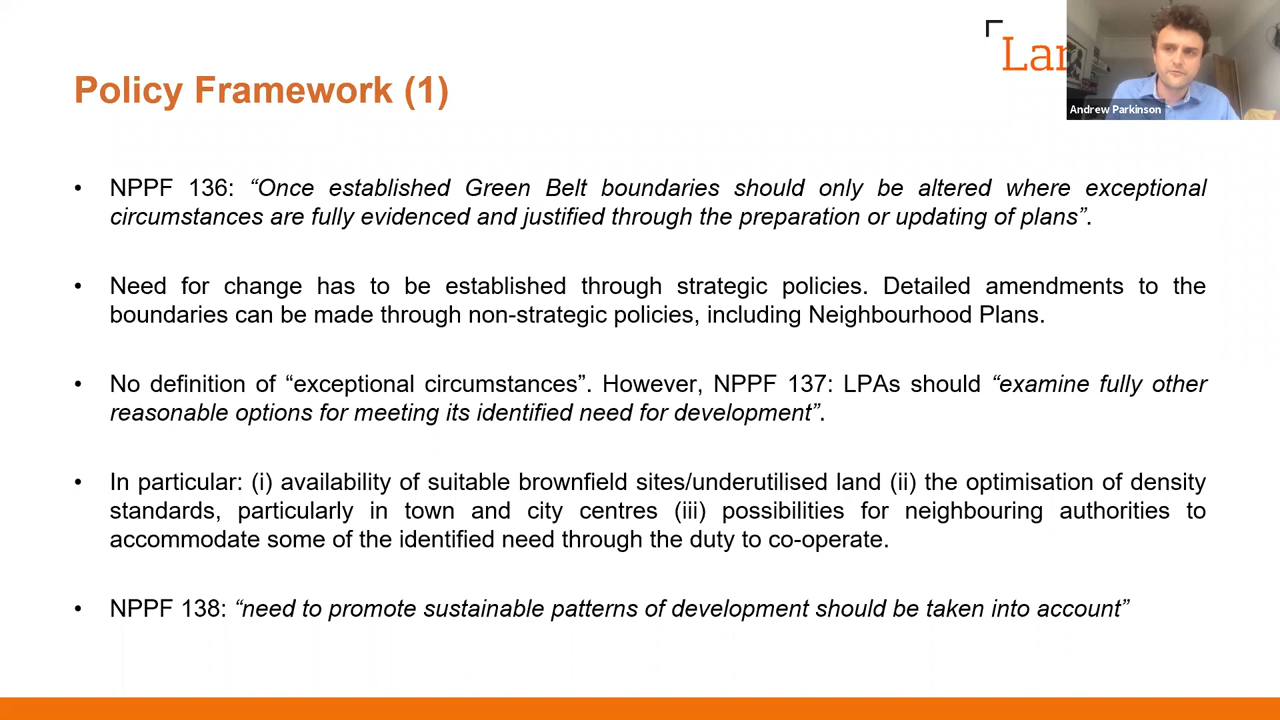 Lan
Andrew Parkinson
Policy Framework (1)
• NPPF 136: “Once established Green Belt boundaries should only be altered where exceptional
circumstances are fully evidenced and justified through the preparation or updating of plans”.
• Need for change has to be established through strategic policies. Detailed amendments to the
boundaries can be made through non-strategic policies, including Neighbourhood Plans.
• No definition of “exceptional circumstances”. However, NPPF 137: LPAs should “examine fully other
reasonable options for meeting its identified need for development”.
• In particular: (i) availability of suitable brownfield sites/underutilised land (ii) the optimisation of density
standards, particularly in town and city centres (iii) possibilities for neighbouring authorities to
accommodate some of the identified need through the duty to co-operate.
• NPPF 138: “need to promote sustainable patterns of development should be taken into account”